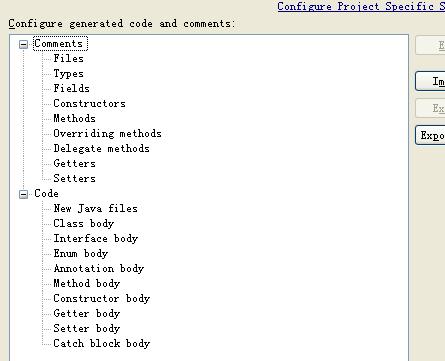 Configure Project Specific S
Configure generated code and comments:
Comments
Files
Types
Fields
Constructors
Methods
Overriding methods
Delegate methods
Getters
Setters
Code
New Java files
Class body
Interface body
Enum body
Annotation body
Method body
Constructor body
Getter body
Setter body
Catch block body
E
Im
Ex
Expo